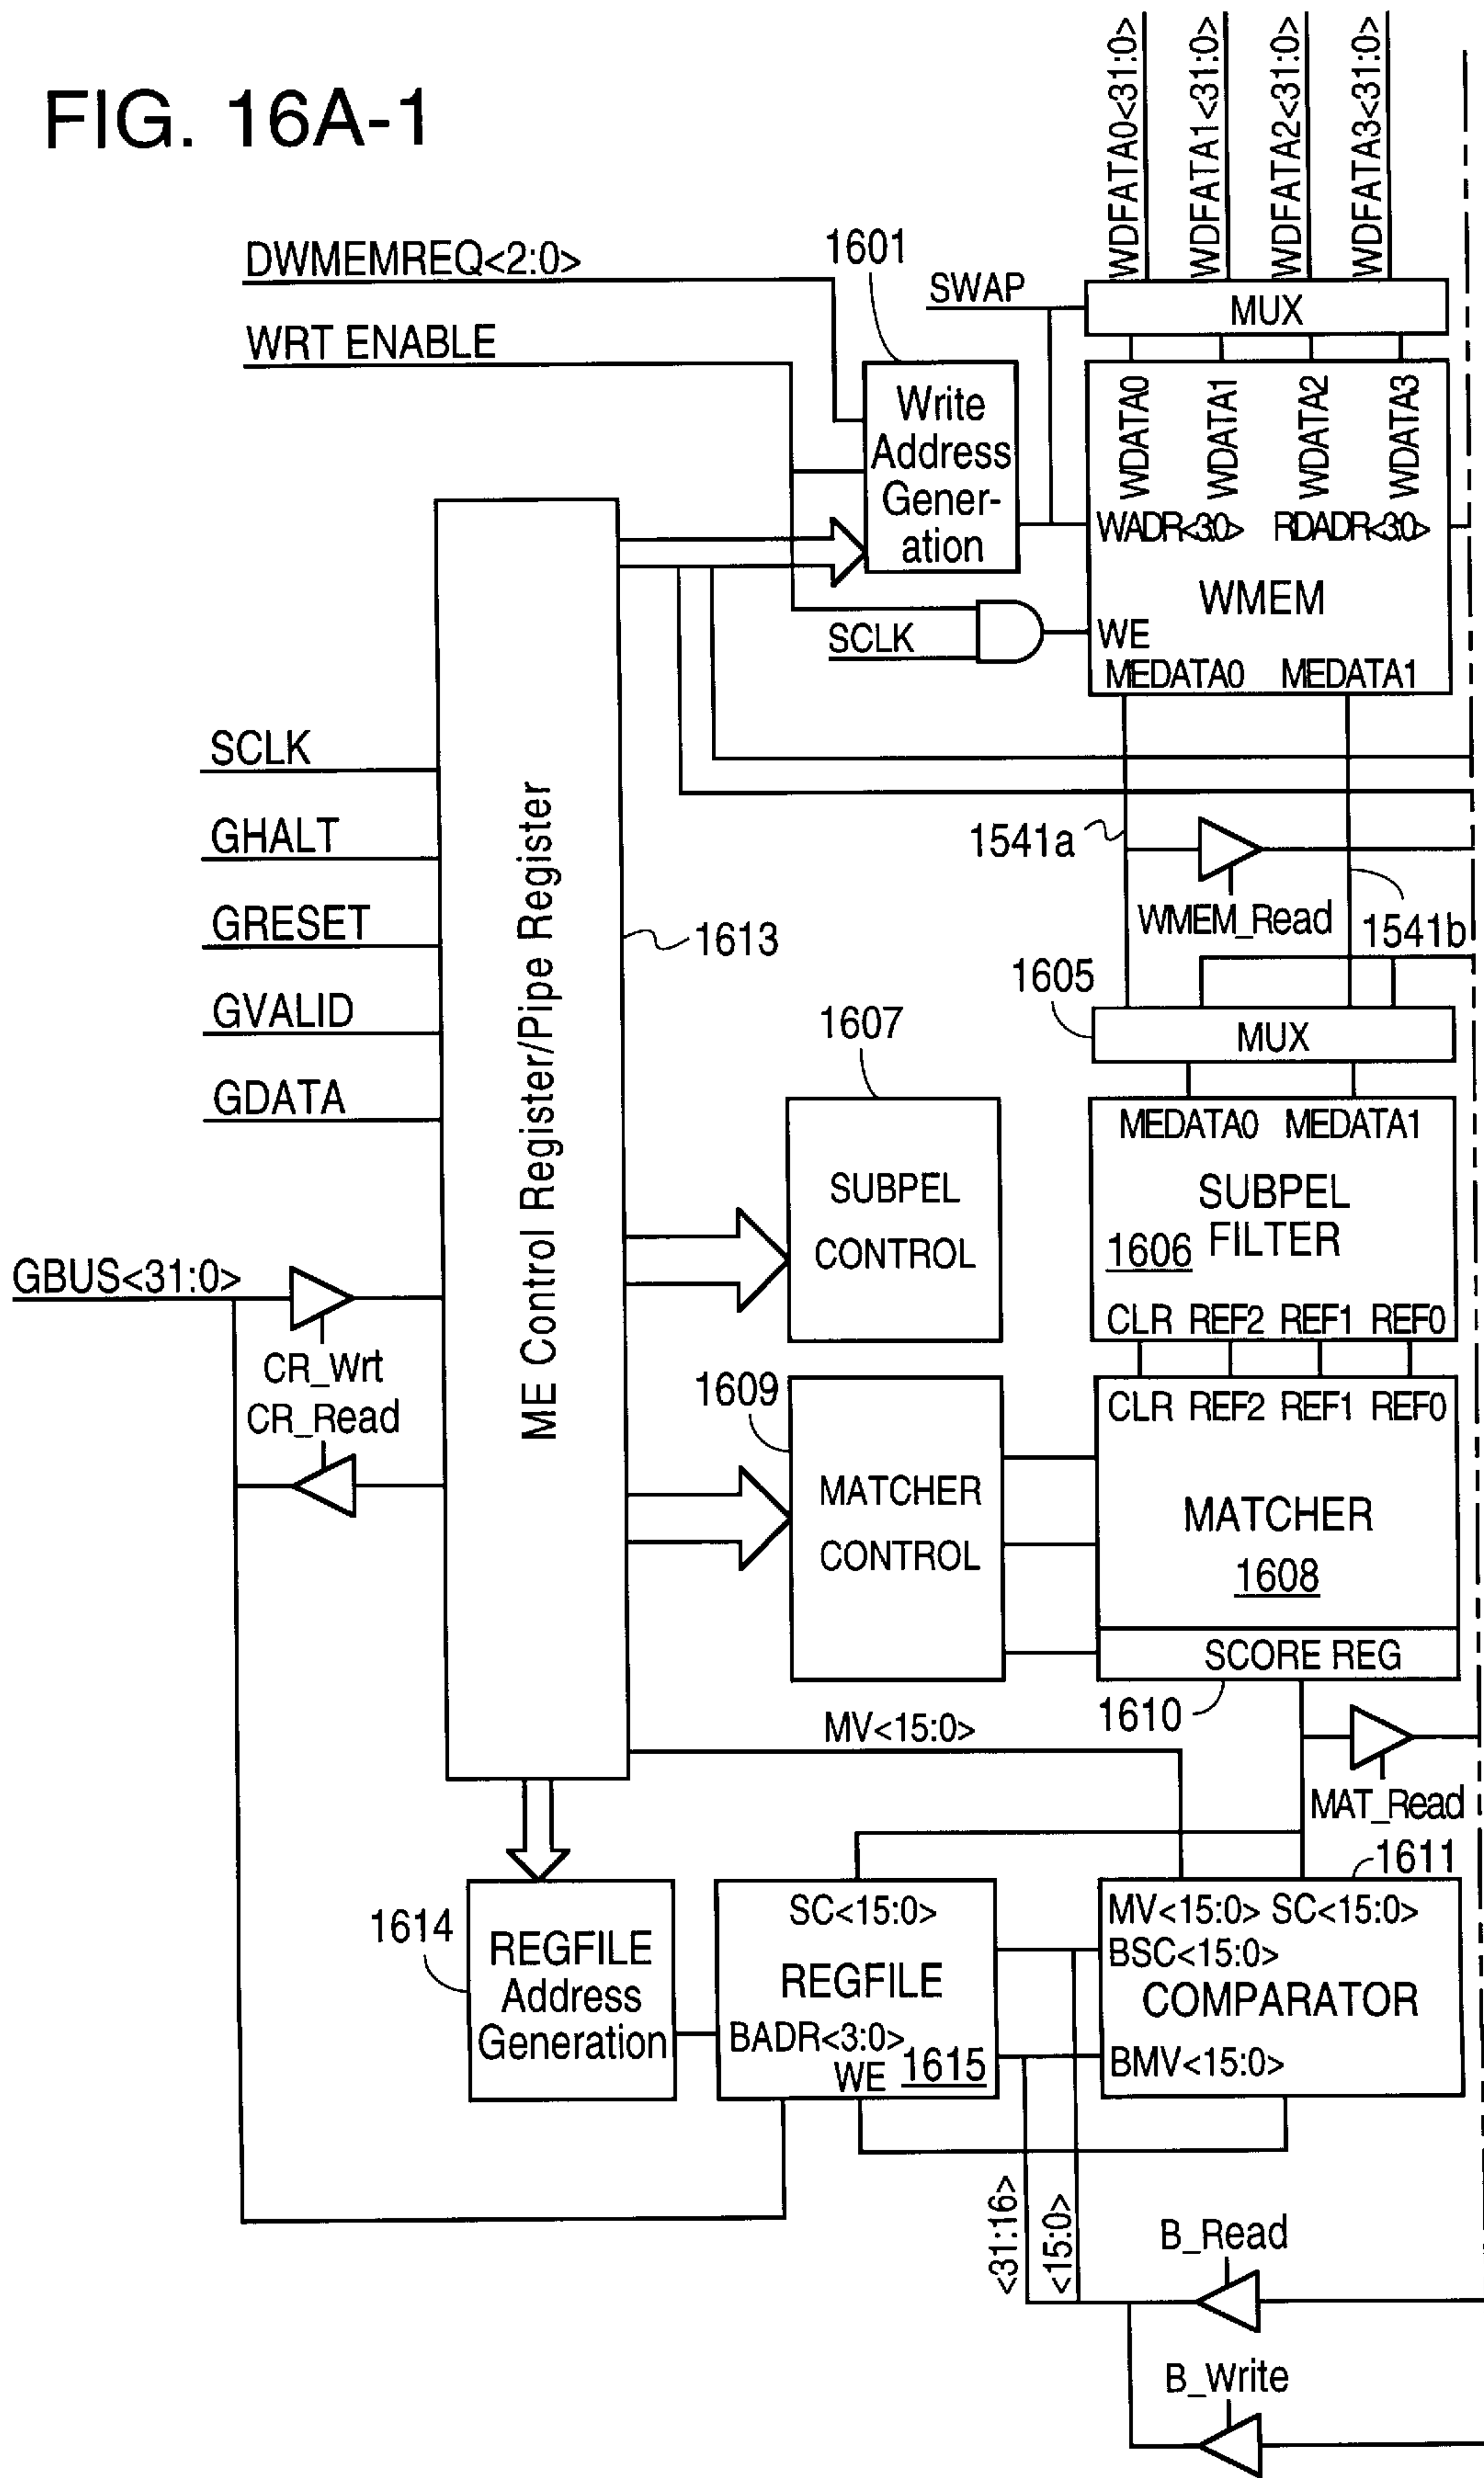 FIG. 16A-1
WDFATA0<31:0>
WDFATA1<31:0>
WDFATA2<31:0>
WDFATA3<31:0>
DWMEMREQ<2:0>
1601
SWAP
MUX
WRT ENABLE
Write
Address
Gener-
ation
WDATA0
WDATA1
WDATA2
WDATA3
WADR<3:0> RDADR<3:0>
WMEM
SCLK
WE
MEDATA0 MEDATA1
SCLK
GHALT
GRESET
GVALID
GDATA
ME Control Register/Pipe Register
1613
1541a
WMEM_Read
1541b
1605
MUX
1607
SUBPEL
CONTROL
MEDATA0 MEDATA1
SUBPEL
FILTER
1606
CLR REF2 REF1 REF0
GBUS<31:0>
CR_Wrt
CR_Read
1609
MATCHER
CONTROL
CLR REF2 REF1 REF0
MATCHER
1608
SCORE REG
1610
MV<15:0>
MAT_Read
1611
1614
REGFILE
Address
Generation
SC<15:0>
REGFILE
BADR<3:0>
WE 1615
MV<15:0> SC<15:0>
BSC<15:0>
COMPARATOR
BMV<15:0>
<31:16>
<15:0>
B_Read
B_Write